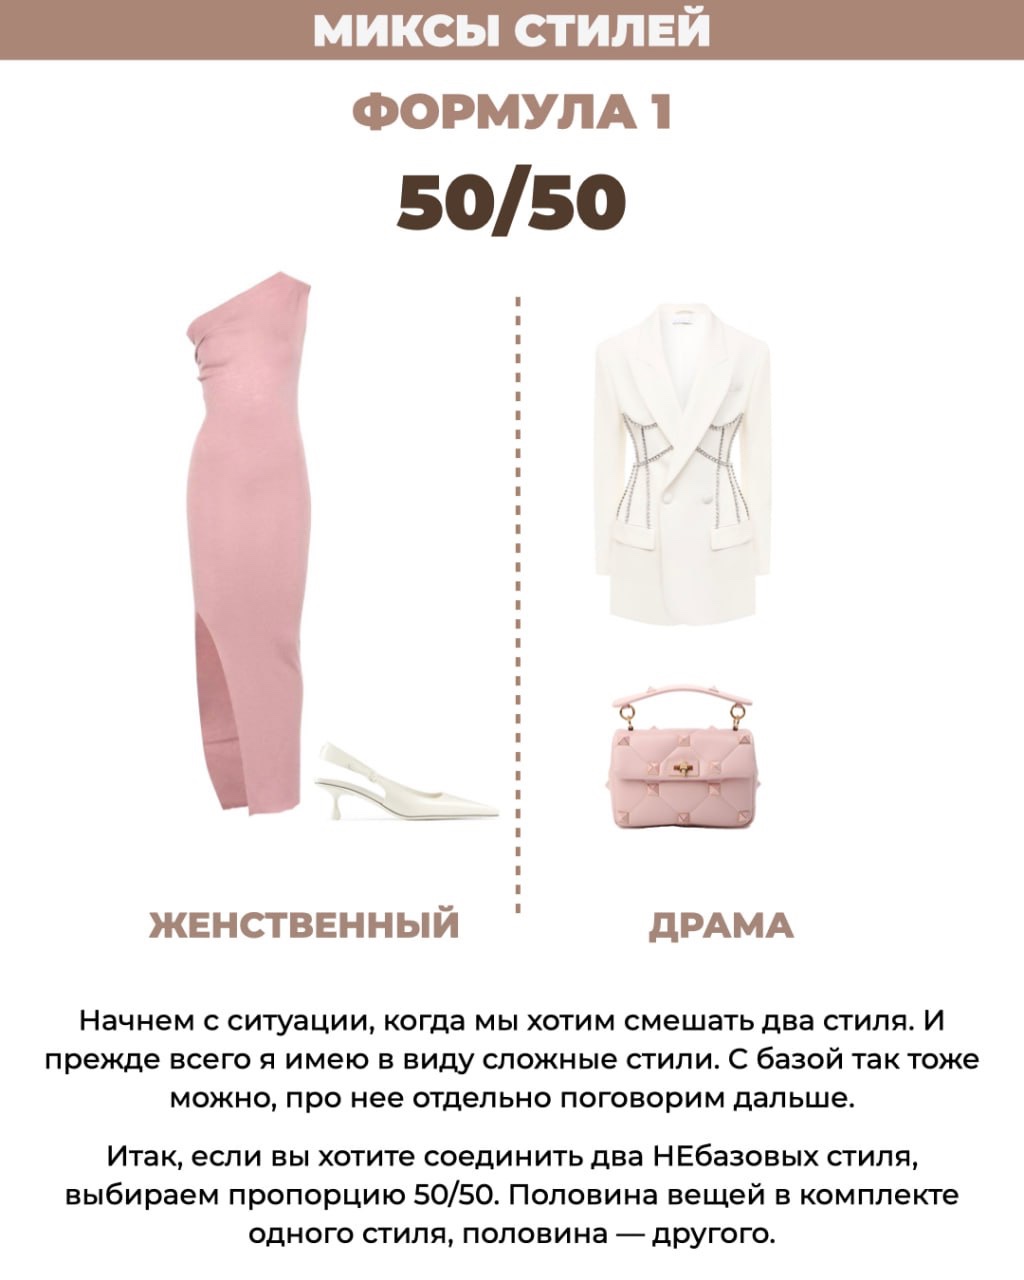 МИКСЫ СТИЛЕЙ
ФОРМУЛА 1
50/50
ЖЕНСТВЕННЫЙ
ДРАМА
Начнем с ситуации, когда мы хотим смешать два стиля. И
прежде всего я имею в виду сложные стили. С базой так тоже
можно, про нее отдельно поговорим дальше.
Итак, если вы хотите соединить два НЕбазовых стиля,
выбираем пропорцию 50/50. Половина вещей в комплекте
одного стиля, половина — другого.